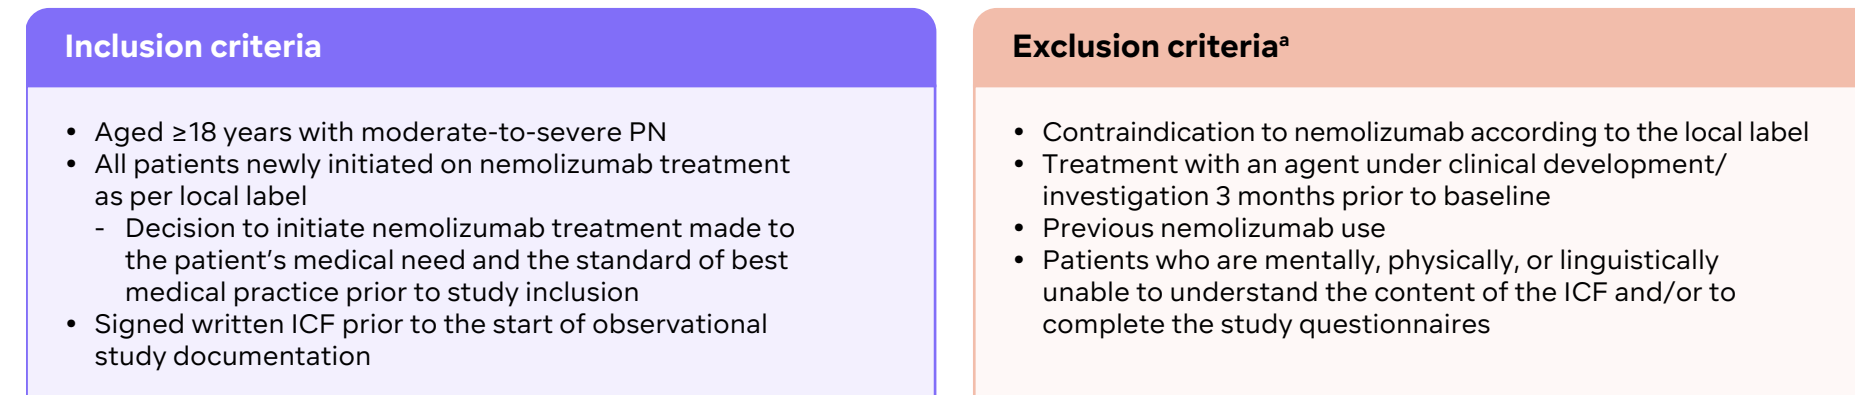 Inclusion criteria
• Aged ≥18 years with moderate-to-severe PN
• All patients newly initiated on nemolizumab treatment
as per local label
- Decision to initiate nemolizumab treatment made to
the patient’s medical need and the standard of best
medical practice prior to study inclusion
• Signed written ICF prior to the start of observational
study documentation
Exclusion criteriaᵃ
• Contraindication to nemolizumab according to the local label
• Treatment with an agent under clinical development/
investigation 3 months prior to baseline
• Previous nemolizumab use
• Patients who are mentally, physically, or linguistically
unable to understand the content of the ICF and/or to
complete the study questionnaires